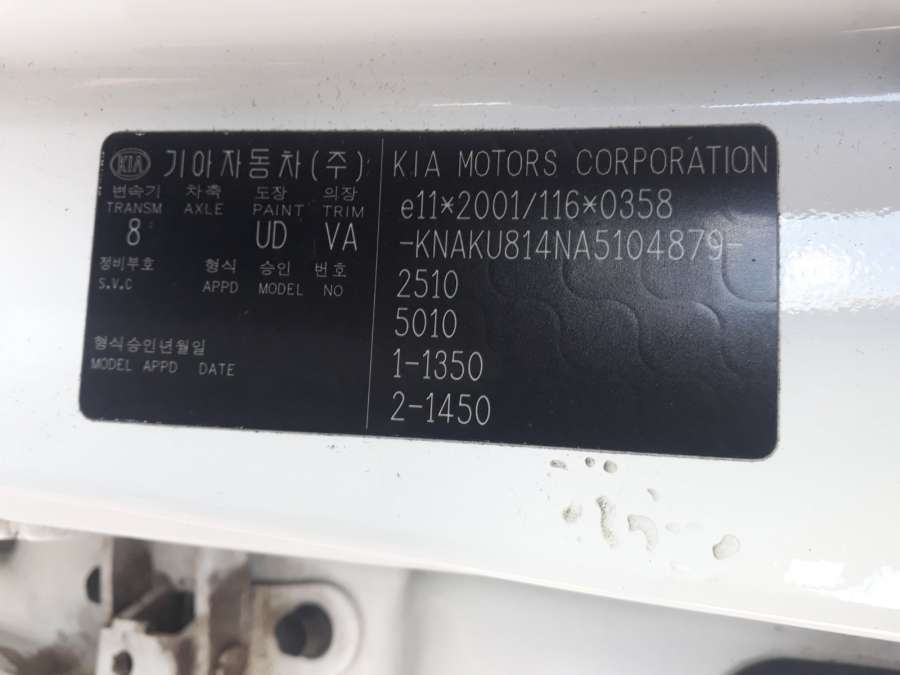 KIA 기아자동차(주)
변속기 차축 도장 의장
TRANSM AXLE PAINT TRIM
8 UD VA
정비부호 형식 승인 번호
S.V.C APPD MODEL NO
형식승인년월일
MODEL APPD DATE
KIA MOTORS CORPORATION
e11*2001/116*0358
-KNAKU814NA5104879-
2510
5010
1-1350
2-1450